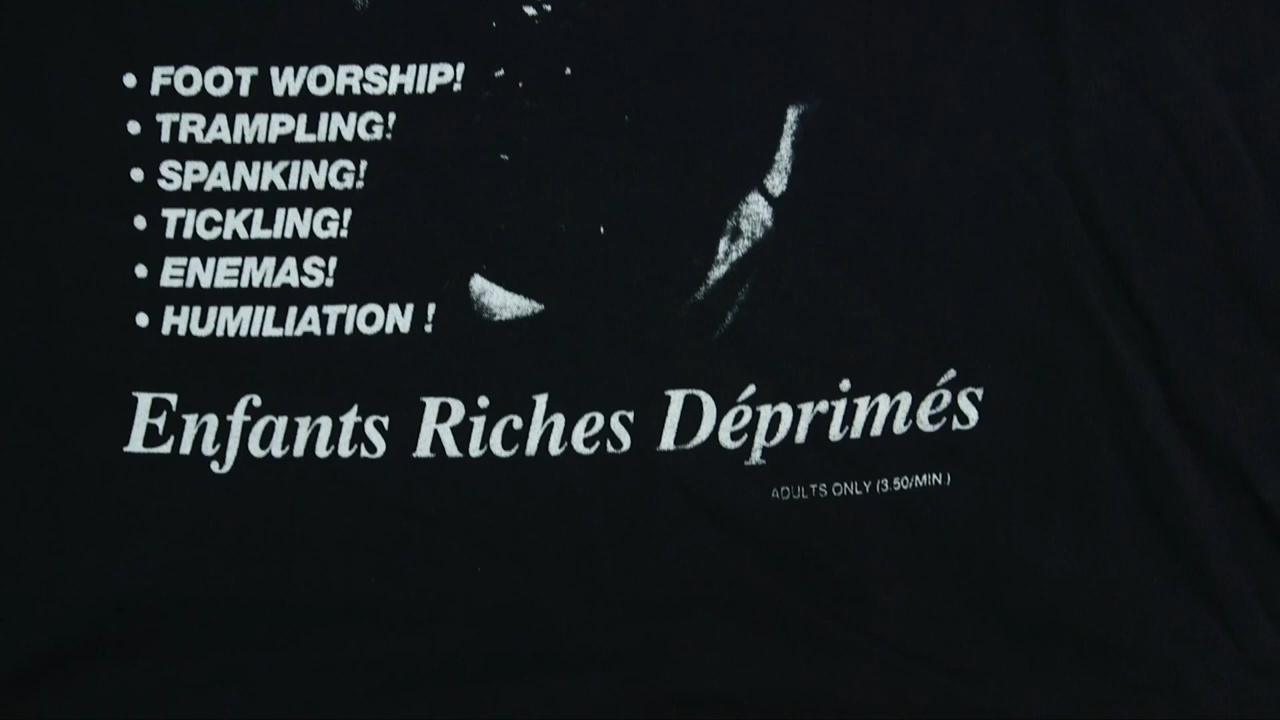 • FOOT WORSHIP!
• TRAMPLING!
• SPANKING!
• TICKLING!
• ENEMAS!
• HUMILIATION !
Enfants Riches Déprimés
ADULTS ONLY (3.50/MIN.)